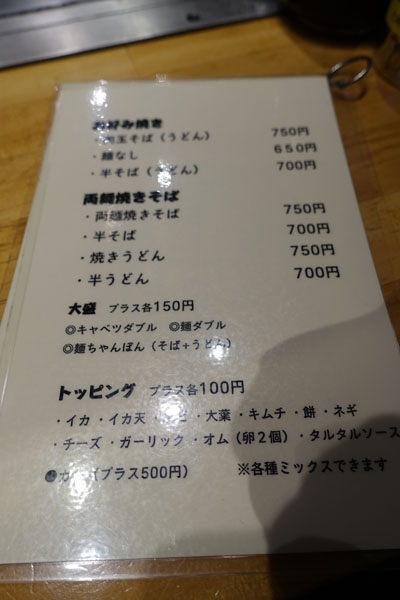 お好み焼き
・肉玉そば（うどん） 750円
・麺なし 650円
・半そば（うどん） 700円
両面焼きそば
・両面焼きそば 750円
・半そば 700円
・焼きうどん 750円
・半うどん 700円
大盛 プラス各150円
◎キャベツダブル ◎麺ダブル
◎麺ちゃんぽん（そば+うどん）
トッピング プラス各100円
・イカ ・イカ天 ・大葉 ・キムチ ・餅 ・ネギ
・チーズ ・ガーリック ・オム（卵２個） ・タルタルソース
（プラス500円） ※各種ミックスできます